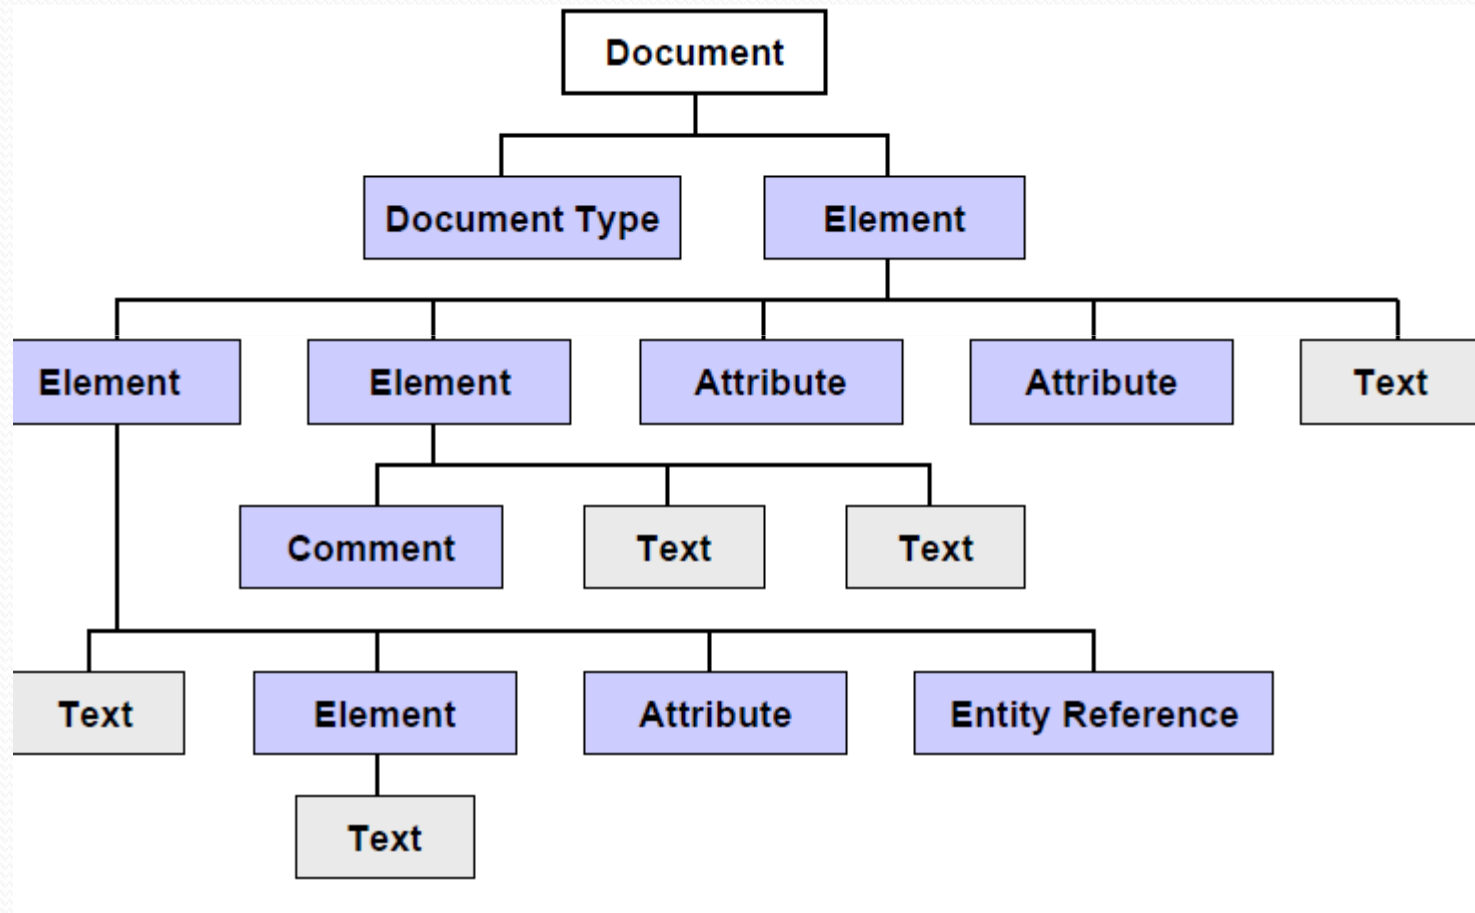 Document
Document Type
Element
Element
Element
Attribute
Attribute
Text
Comment
Text
Text
Text
Element
Attribute
Entity Reference
Text